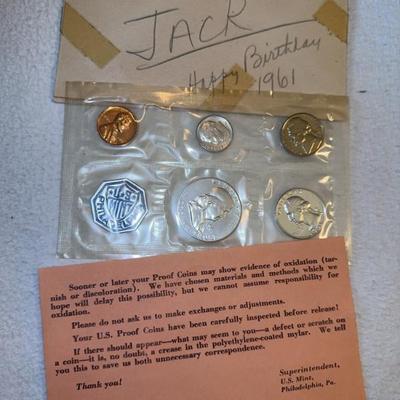 JACK
Happy Birthday
1961
U.S.
PHILA.
Sooner or later your Proof Coins may show evidence of oxidation (tar-
nish or discoloration). We have chosen materials and methods which we
hope will delay this possibility, but we cannot assume responsibility for
oxidation.
Please do not ask us to make exchanges or adjustments.
Your U.S. Proof Coins have been carefully inspected before release!
If there should appear—what may seem to you—a defect or scratch on
a coin—it is, no doubt, a crease in the polyethylene-coated mylar. We tell
you this to save us both unnecessary correspondence.
Thank you!
Superintendent,
U.S. Mint,
Philadelphia, Pa.